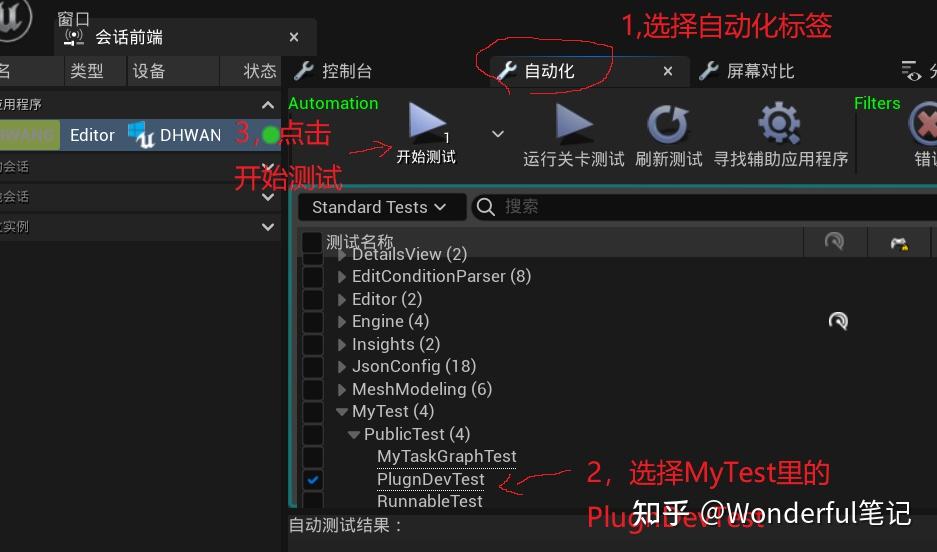 窗口
会话前端
1,选择自动化标签
名
类型
设备
状态
控制台
自动化
屏幕对比
应用程序
Automation
Filters
Editor
DHWAN
3,点击
开始测试
1
开始测试
运行关卡测试
刷新测试
寻找辅助应用程序
错误
会话
会话
实例
Standard Tests
搜索
测试名称
DetailsView (2)
EditConditionParser (8)
Editor (2)
Engine (4)
Insights (2)
JsonConfig (18)
MeshModeling (6)
MyTest (4)
PublicTest (4)
MyTaskGraphTest
PlugnDevTest
RunnableTest
2，选择MyTest里的
PlugnDevTest
自动测试结果：
知乎 @Wonderful笔记